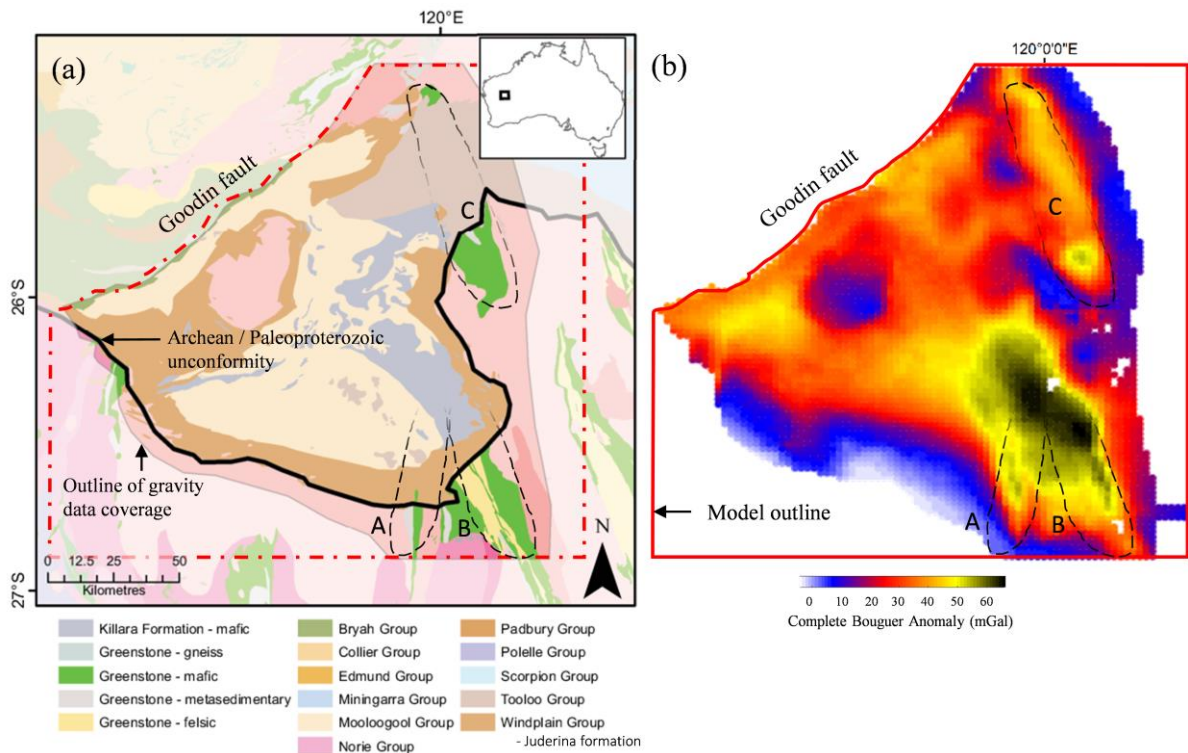 120°E
(a)
Goodin fault
C
26°S
Archean / Paleoproterozoic
unconformity
Outline of gravity
data coverage
A
B
N
0 12.5 25 50
Kilometres
27°S
Killara Formation - mafic
Greenstone - gneiss
Greenstone - mafic
Greenstone - metasedimentary
Greenstone - felsic
Bryah Group
Collier Group
Edmund Group
Miningarra Group
Mooloogool Group
Norie Group
Padbury Group
Polelle Group
Scorpion Group
Tooloo Group
Windplain Group
- Juderina formation
120°0'0"E
(b)
Goodin fault
C
A
B
Model outline
0 10 20 30 40 50 60
Complete Bouguer Anomaly (mGal)